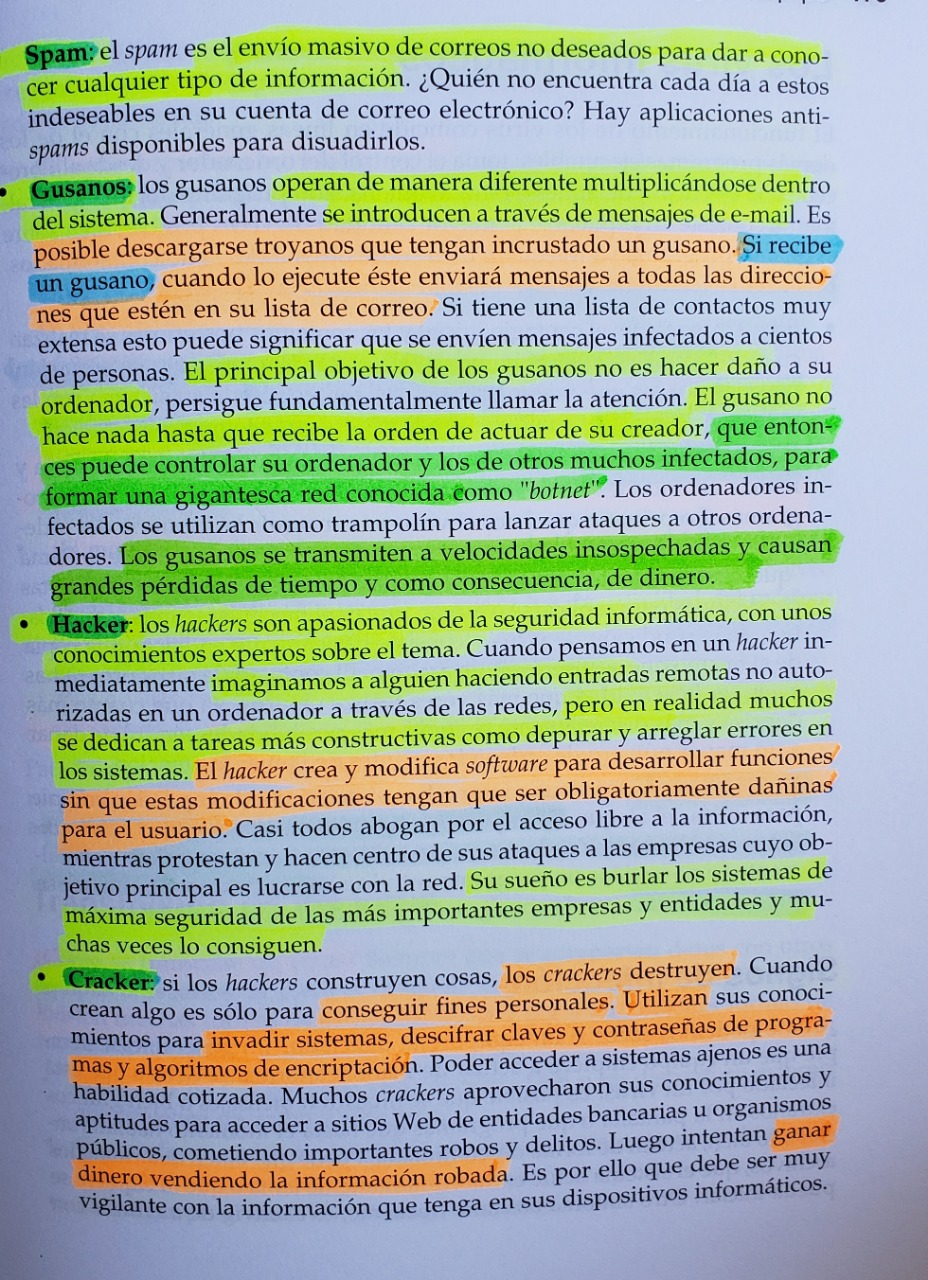 Spam: el spam es el envío masivo de correos no deseados para dar a cono-
cer cualquier tipo de información. ¿Quién no encuentra cada día a estos
indeseables en su cuenta de correo electrónico? Hay aplicaciones anti-
spams disponibles para disuadirlos.
• Gusanos: los gusanos operan de manera diferente multiplicándose dentro
del sistema. Generalmente se introducen a través de mensajes de e-mail. Es
posible descargarse troyanos que tengan incrustado un gusano. Si recibe
un gusano, cuando lo ejecute éste enviará mensajes a todas las direccio-
nes que estén en su lista de correo. Si tiene una lista de contactos muy
extensa esto puede significar que se envíen mensajes infectados a cientos
de personas. El principal objetivo de los gusanos no es hacer daño a su
ordenador, persigue fundamentalmente llamar la atención. El gusano no
hace nada hasta que recibe la orden de actuar de su creador, que enton-
ces puede controlar su ordenador y los de otros muchos infectados, para
formar una gigantesca red conocida como "botnet". Los ordenadores in-
fectados se utilizan como trampolín para lanzar ataques a otros ordena-
dores. Los gusanos se transmiten a velocidades insospechadas y causan
grandes pérdidas de tiempo y como consecuencia, de dinero.
• Hacker: los hackers son apasionados de la seguridad informática, con unos
conocimientos expertos sobre el tema. Cuando pensamos en un hacker in-
mediatamente imaginamos a alguien haciendo entradas remotas no auto-
rizadas en un ordenador a través de las redes, pero en realidad muchos
se dedican a tareas más constructivas como depurar y arreglar errores en
los sistemas. El hacker crea y modifica software para desarrollar funciones
sin que estas modificaciones tengan que ser obligatoriamente dañinas
para el usuario. Casi todos abogan por el acceso libre a la información,
mientras protestan y hacen centro de sus ataques a las empresas cuyo ob-
jetivo principal es lucrarse con la red. Su sueño es burlar los sistemas de
máxima seguridad de las más importantes empresas y entidades y mu-
chas veces lo consiguen.
• Cracker: si los hackers construyen cosas, los crackers destruyen. Cuando
crean algo es sólo para conseguir fines personales. Utilizan sus conoci-
mientos para invadir sistemas, descifrar claves y contraseñas de progra-
mas y algoritmos de encriptación. Poder acceder a sistemas ajenos es una
habilidad cotizada. Muchos crackers aprovecharon sus conocimientos y
aptitudes para acceder a sitios Web de entidades bancarias u organismos
públicos, cometiendo importantes robos y delitos. Luego intentan ganar
dinero vendiendo la información robada. Es por ello que debe ser muy
vigilante con la información que tenga en sus dispositivos informáticos.